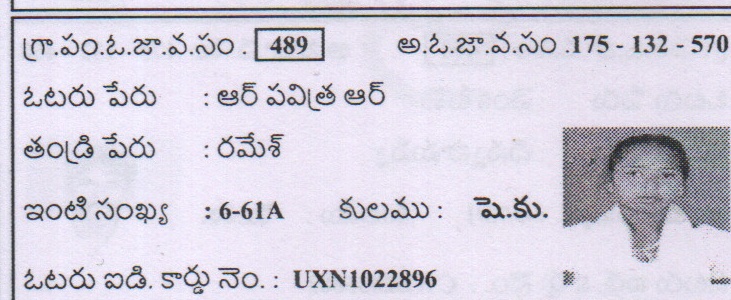 గ్రా.పం.ఓ.జా.వ.సం. 489 అ.ఓ.జా.వ.సం .175 - 132 - 570
ఓటరు పేరు : ఆర్ పవిత్ర ఆర్
తండ్రి పేరు : రమేశ్
ఇంటి సంఖ్య : 6-61A కులము : షె.కు.
ఓటరు ఐడి. కార్డు నెం. : UXN1022896